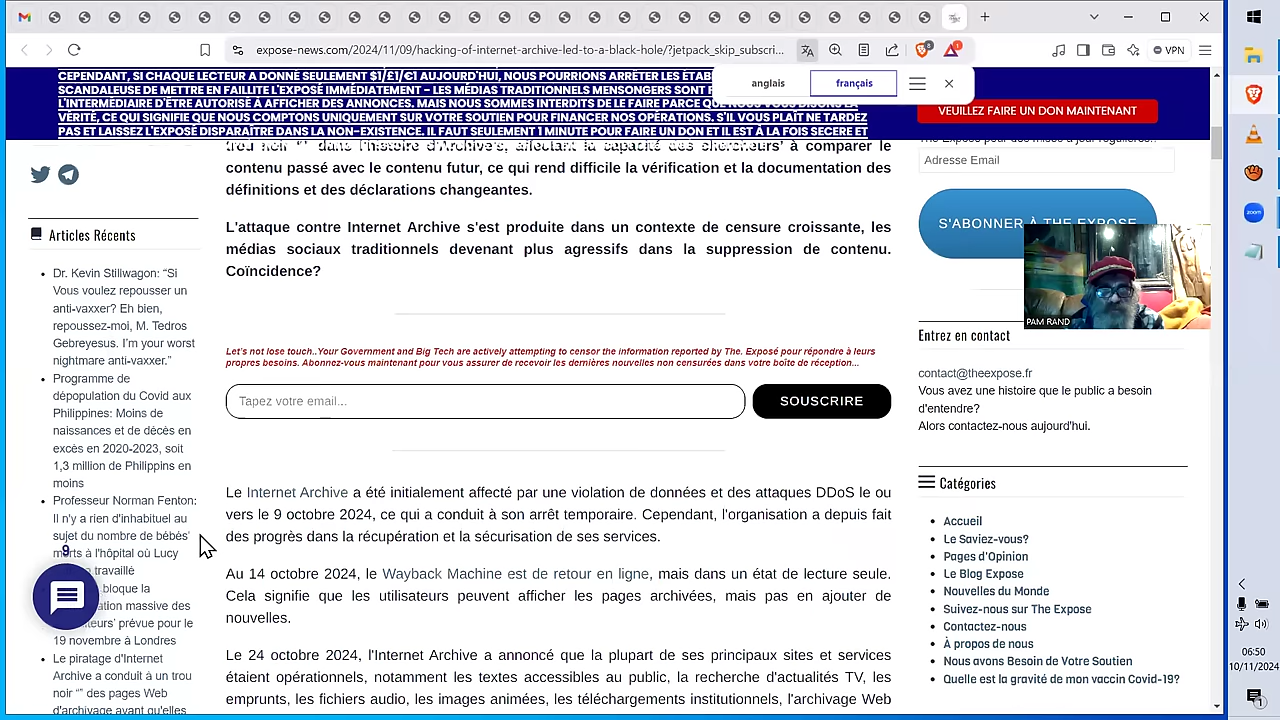 expose-news.com/2024/11/09/hacking-of-internet-archive-led-to-a-black-hole/?jetpack_skip_subscri...
8
1
VPN
anglais
français
CEPENDANT, SI CHAQUE LECTEUR A DONNÉ SEULEMENT $1/£1/€1 AUJOURD'HUI, NOUS POURRIONS ARRÊTER LES
SCANDALEUSE DE METTRE EN FAILLITE L'EXPOSÉ IMMÉDIATEMENT – LES MÉDIAS TRADITIONNELS MENSONGERS SONT
L'INTERMÉDIAIRE D'ÊTRE AUTORISÉ À AFFICHER DES ANNONCES. MAIS NOUS SOMMES INTERDITS DE LE FAIRE PARCE QUE NOUS VOUS DISONS LA
VÉRITÉ, CE QUI SIGNIFIE QUE NOUS COMPTONS UNIQUEMENT SUR VOTRE SOUTIEN POUR FINANCER NOS OPÉRATIONS. S'IL VOUS PLAÎT NE TARDEZ
PAS ET LAISSEZ L'EXPOSÉ DISPARAÎTRE DANS LA NON-EXISTENCE. IL FAUT SEULEMENT 1 MINUTE POUR FAIRE UN DON ET IL EST À LA FOIS SECRE ET
VEUILLEZ FAIRE UN DON MAINTENANT
Articles Récents
Dr. Kevin Stillwagon: “Si
Vous voulez repousser un
anti-vaxxer? Eh bien,
repoussez-moi, M. Tedros
Gebreyesus. I'm your worst
nightmare anti-vaxxer.”
Programme de
dépopulation du Covid aux
Philippines: Moins de
naissances et de décès en
excès en 2020-2023, soit
1,3 million de Philippins en
moins
Professeur Norman Fenton:
Il n'y a rien d'inhabituel au
sujet du nombre de bébés’
morts à l'hôpital où Lucy
travaillé
bloque la
massive des
prévue pour le
19 novembre à Londres
Le piratage d'Internet
Archive a conduit à un trou
noir “” des pages Web
d'archivage avant qu'elles
9
à comparer le
contenu passé avec le contenu futur, ce qui rend difficile la vérification et la documentation des
définitions et des déclarations changeantes.
L'attaque contre Internet Archive s'est produite dans un contexte de censure croissante, les
médias sociaux traditionnels devenant plus agressifs dans la suppression de contenu.
Coïncidence?
Let's not lose touch..Your Government and Big Tech are actively attempting to censor the information reported by The. Exposé pour répondre à leurs
propres besoins. Abonnez-vous maintenant pour vous assurer de recevoir les dernières nouvelles non censurées dans votre boîte de réception...
Tapez votre email...
SOUSCRIRE
Le Internet Archive a été initialement affecté par une violation de données et des attaques DDoS le ou
vers le 9 octobre 2024, ce qui a conduit à son arrêt temporaire. Cependant, l'organisation a depuis fait
des progrès dans la récupération et la sécurisation de ses services.
Au 14 octobre 2024, le Wayback Machine est de retour en ligne, mais dans un état de lecture seule.
Cela signifie que les utilisateurs peuvent afficher les pages archivées, mais pas en ajouter de
nouvelles.
Le 24 octobre 2024, l'Internet Archive a annoncé que la plupart de ses principaux sites et services
étaient opérationnels, notamment les textes accessibles au public, la recherche d'actualités TV, les
emprunts, les fichiers audio, les images animées, les téléchargements institutionnels, l'archivage Web
Adresse Email
S'ABONNER À THE EXPOSE
PAM RAND
Entrez en contact
contact@theexpose.fr
Vous avez une histoire que le public a besoin
d'entendre?
Alors contactez-nous aujourd'hui.
Catégories
Accueil
Le Saviez-vous?
Pages d'Opinion
Le Blog Expose
Nouvelles du Monde
Suivez-nous sur The Expose
Contactez-nous
À propos de nous
Nous avons Besoin de Votre Soutien
Quelle est la gravité de mon vaccin Covid-19?
zoom
06:50
10/11/2024
1